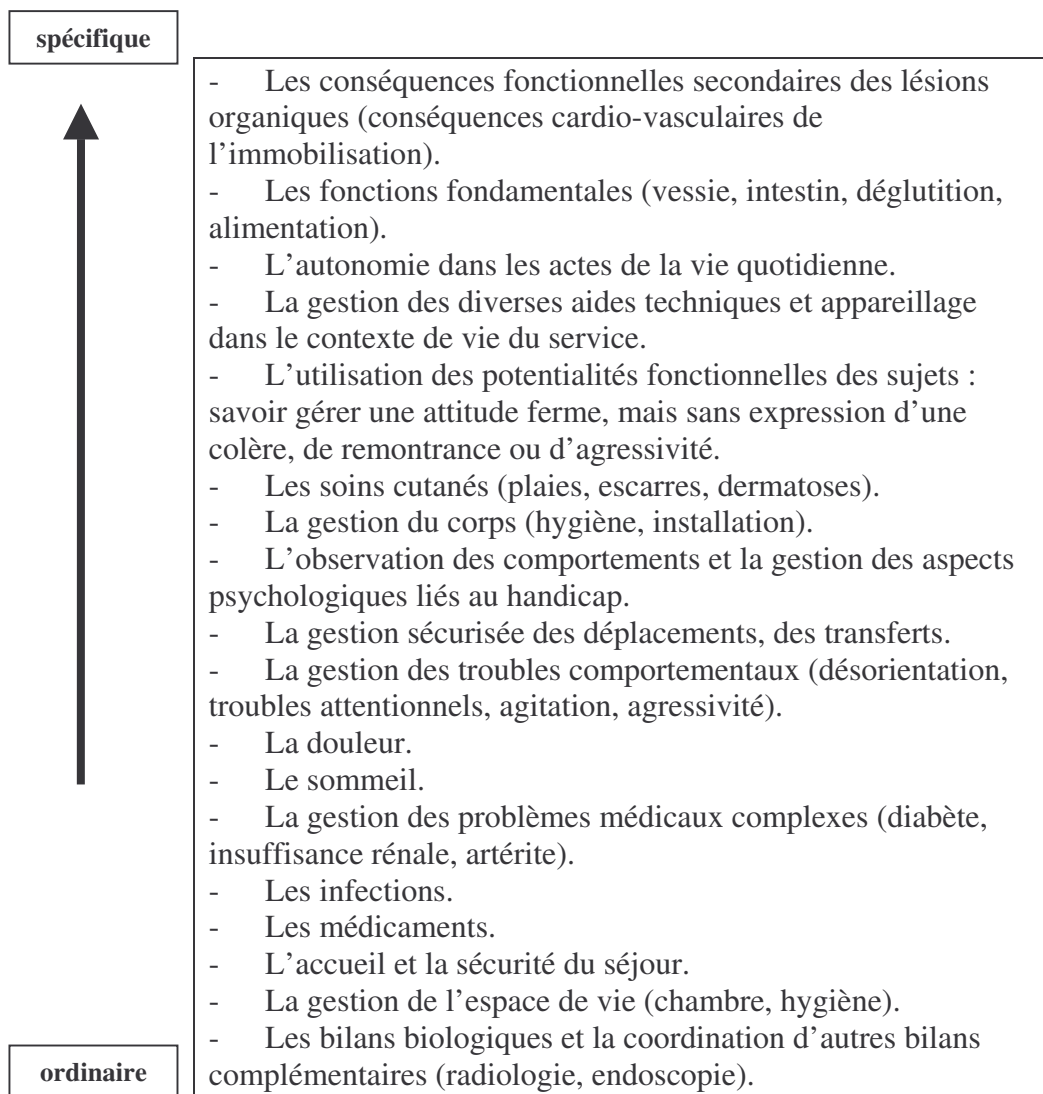 spécifique
- Les conséquences fonctionnelles secondaires des lésions
organiques (conséquences cardio-vasculaires de
l’immobilisation).
- Les fonctions fondamentales (vessie, intestin, déglutition,
alimentation).
- L’autonomie dans les actes de la vie quotidienne.
- La gestion des diverses aides techniques et appareillage
dans le contexte de vie du service.
- L’utilisation des potentialités fonctionnelles des sujets :
savoir gérer une attitude ferme, mais sans expression d’une
colère, de remontrance ou d’agressivité.
- Les soins cutanés (plaies, escarres, dermatoses).
- La gestion du corps (hygiène, installation).
- L’observation des comportements et la gestion des aspects
psychologiques liés au handicap.
- La gestion sécurisée des déplacements, des transferts.
- La gestion des troubles comportementaux (désorientation,
troubles attentionnels, agitation, agressivité).
- La douleur.
- Le sommeil.
- La gestion des problèmes médicaux complexes (diabète,
insuffisance rénale, artérite).
- Les infections.
- Les médicaments.
- L’accueil et la sécurité du séjour.
- La gestion de l’espace de vie (chambre, hygiène).
- Les bilans biologiques et la coordination d’autres bilans
complémentaires (radiologie, endoscopie).
ordinaire